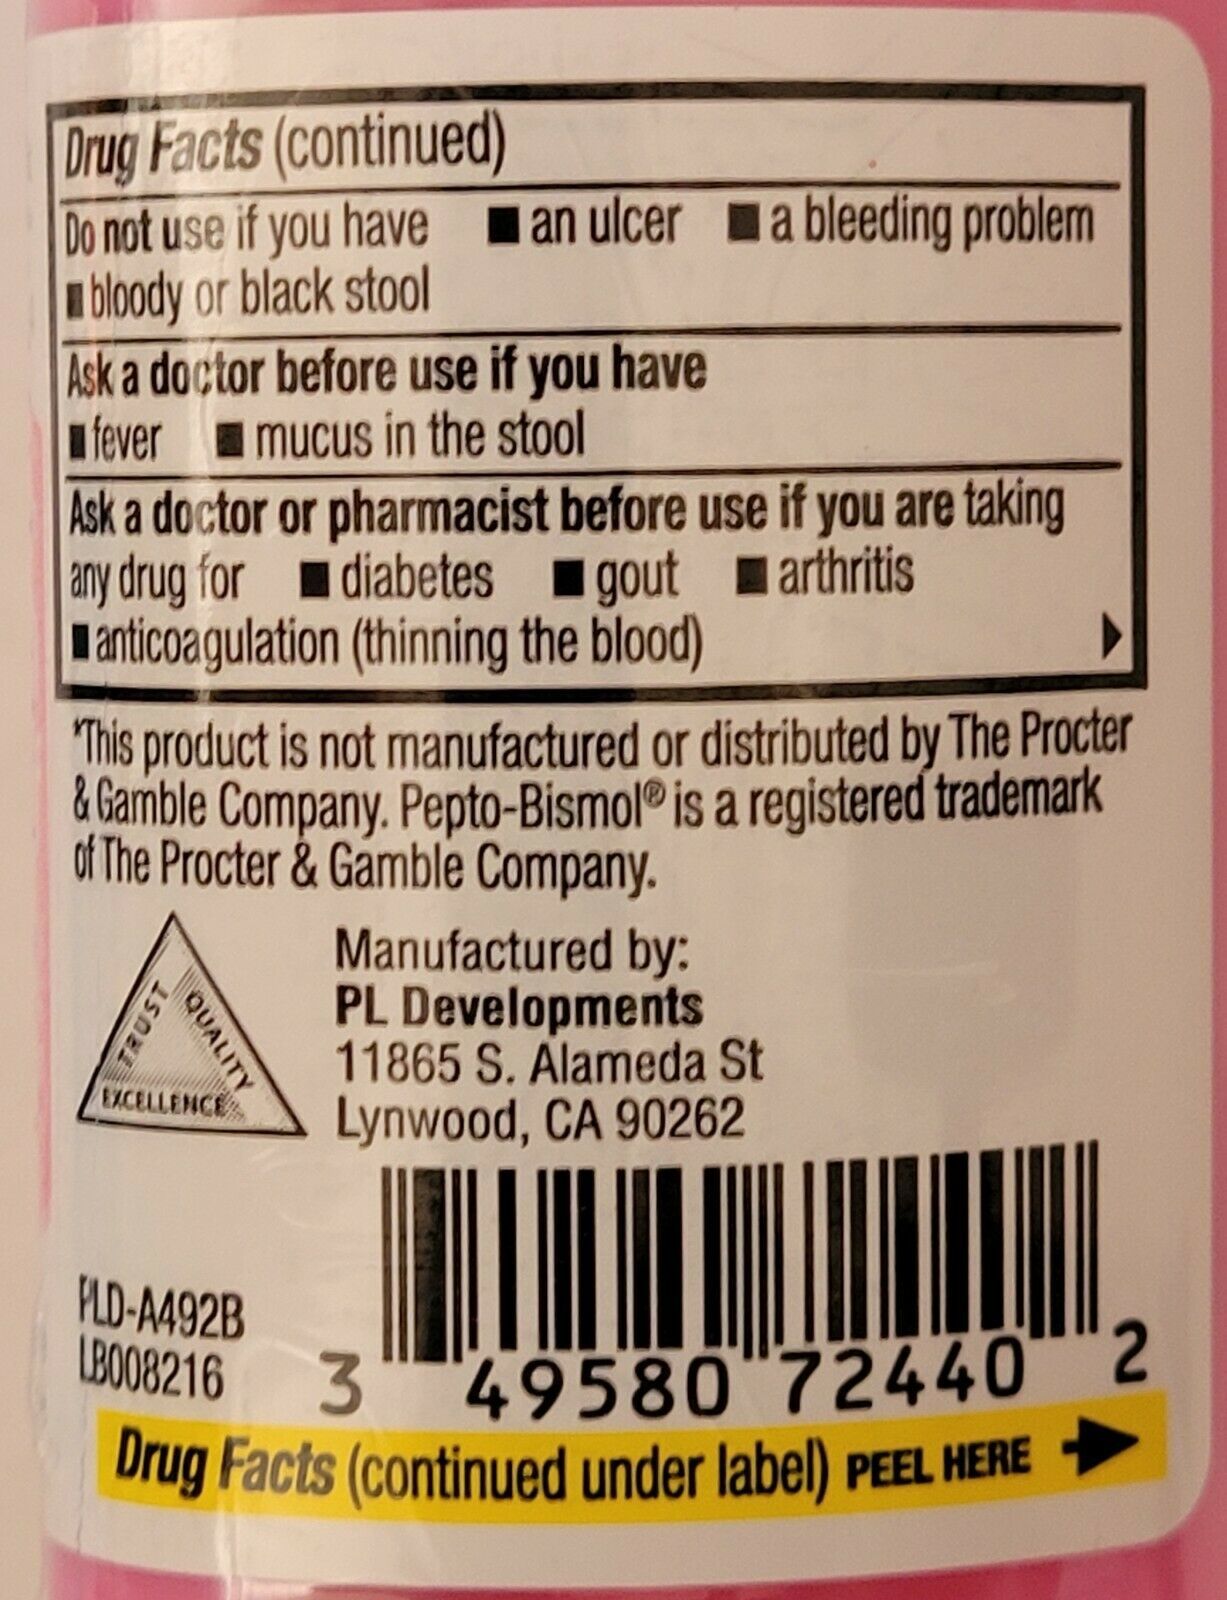 Drug Facts (continued)
Do not use if you have ■ an ulcer ■ a bleeding problem
■ bloody or black stool
Ask a doctor before use if you have
■ fever ■ mucus in the stool
Ask a doctor or pharmacist before use if you are taking
any drug for ■ diabetes ■ gout ■ arthritis
■ anticoagulation (thinning the blood)
*This product is not manufactured or distributed by The Procter
& Gamble Company. Pepto-Bismol® is a registered trademark
of The Procter & Gamble Company.
TRUST
QUALITY
EXCELLENCE
Manufactured by:
PL Developments
11865 S. Alameda St
Lynwood, CA 90262
PLD-A492B
LB008216
3 49580 72440 2
Drug Facts (continued under label) PEEL HERE